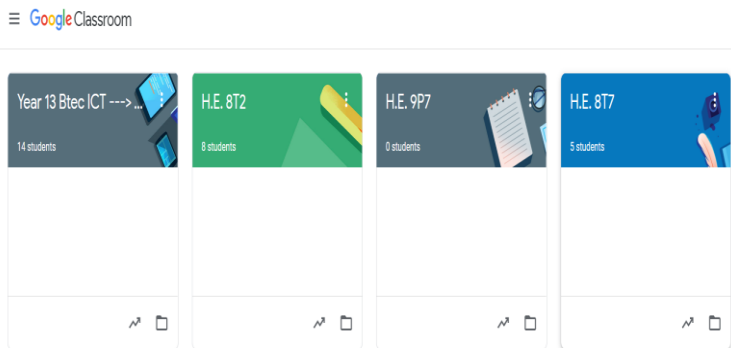 Google Classroom
Year 13 Btec ICT ---> ...
14 students
H.E. 8T2
8 students
H.E. 9P7
0 students
H.E. 8T7
5 students